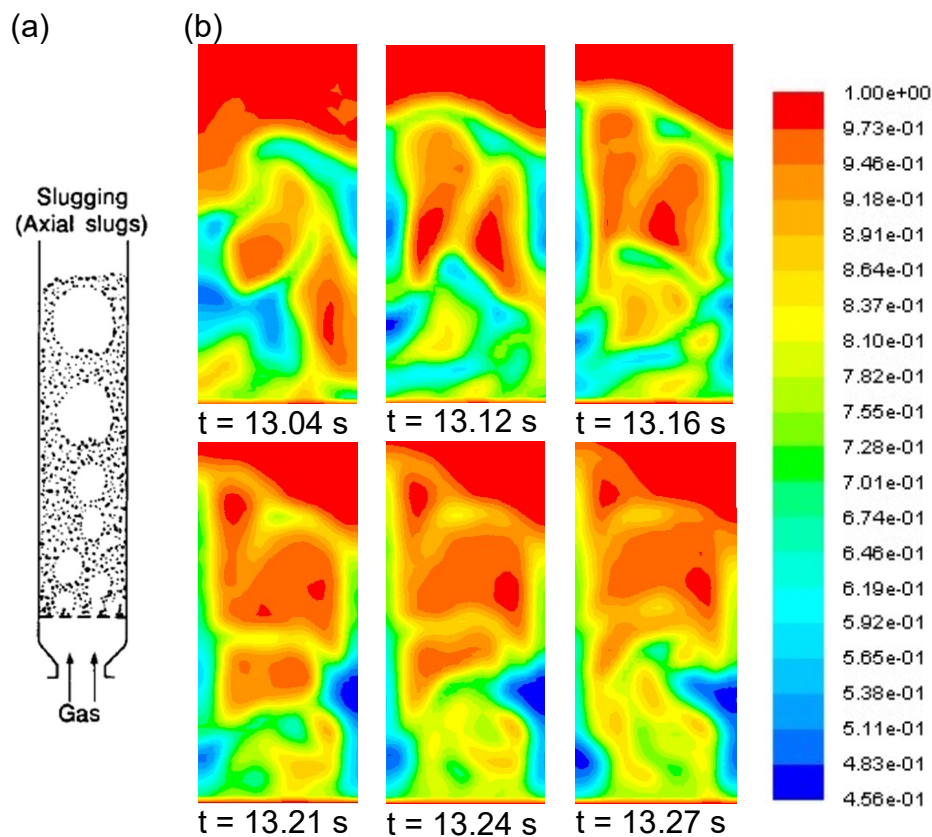 (a)
(b)
Slugging
(Axial slugs)
Gas
t = 13.04 s
t = 13.12 s
t = 13.16 s
t = 13.21 s
t = 13.24 s
t = 13.27 s
1.00e+00
9.73e-01
9.46e-01
9.18e-01
8.91e-01
8.64e-01
8.37e-01
8.10e-01
7.82e-01
7.55e-01
7.28e-01
7.01e-01
6.74e-01
6.46e-01
6.19e-01
5.92e-01
5.65e-01
5.38e-01
5.11e-01
4.83e-01
4.56e-01